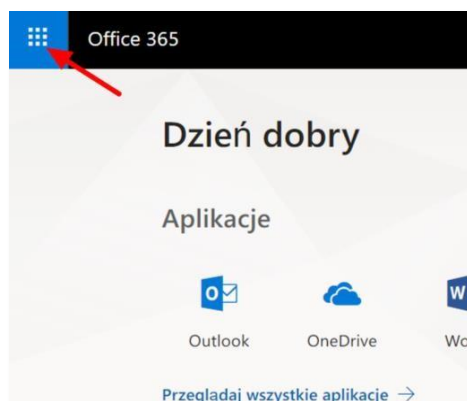 Office 365
Dzień dobry
Aplikacje
Outlook OneDrive
Przeglądaj wszystkie aplikacje →